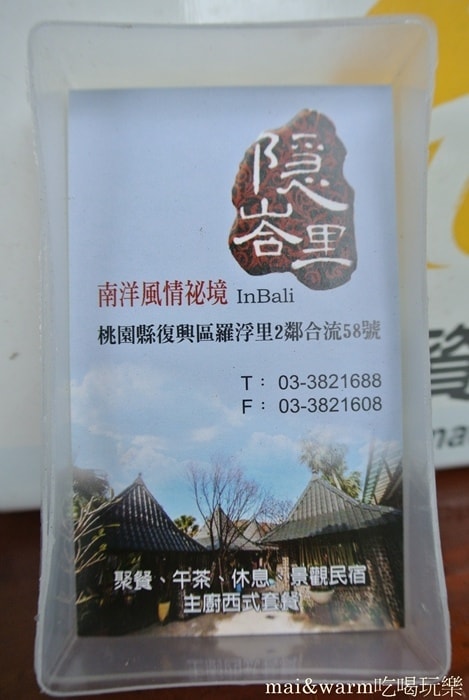 隱峇里
南洋風情祕境 InBali
桃園縣復興區羅浮里2鄰合流58號
T： 03-3821688
F： 03-3821608
聚餐、午茶、休息、景觀民宿
主廚西式套餐
mai&warm吃喝玩樂